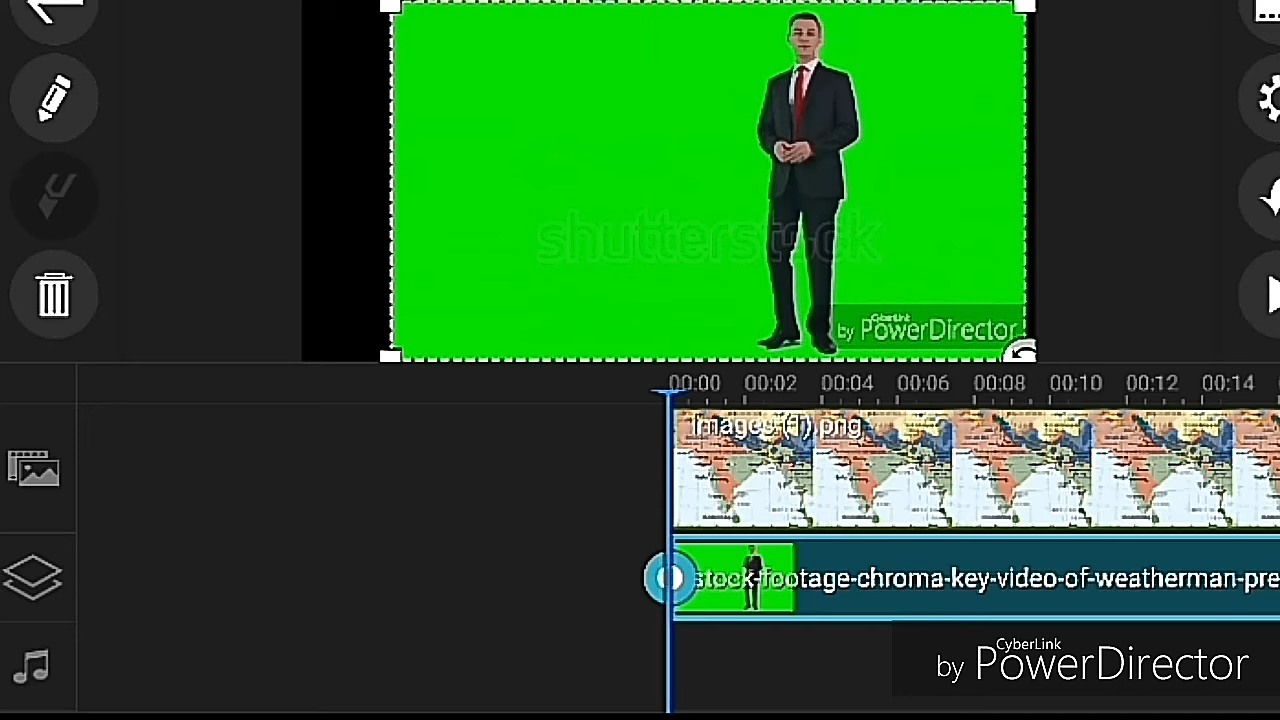 shutterstock
by CyberLink PowerDirector
00:00 00:02 00:04 00:06 00:08 00:10 00:12 00:14
images (1).png
stock-footage-chroma-key-video-of-weatherman-pre
by CyberLink PowerDirector